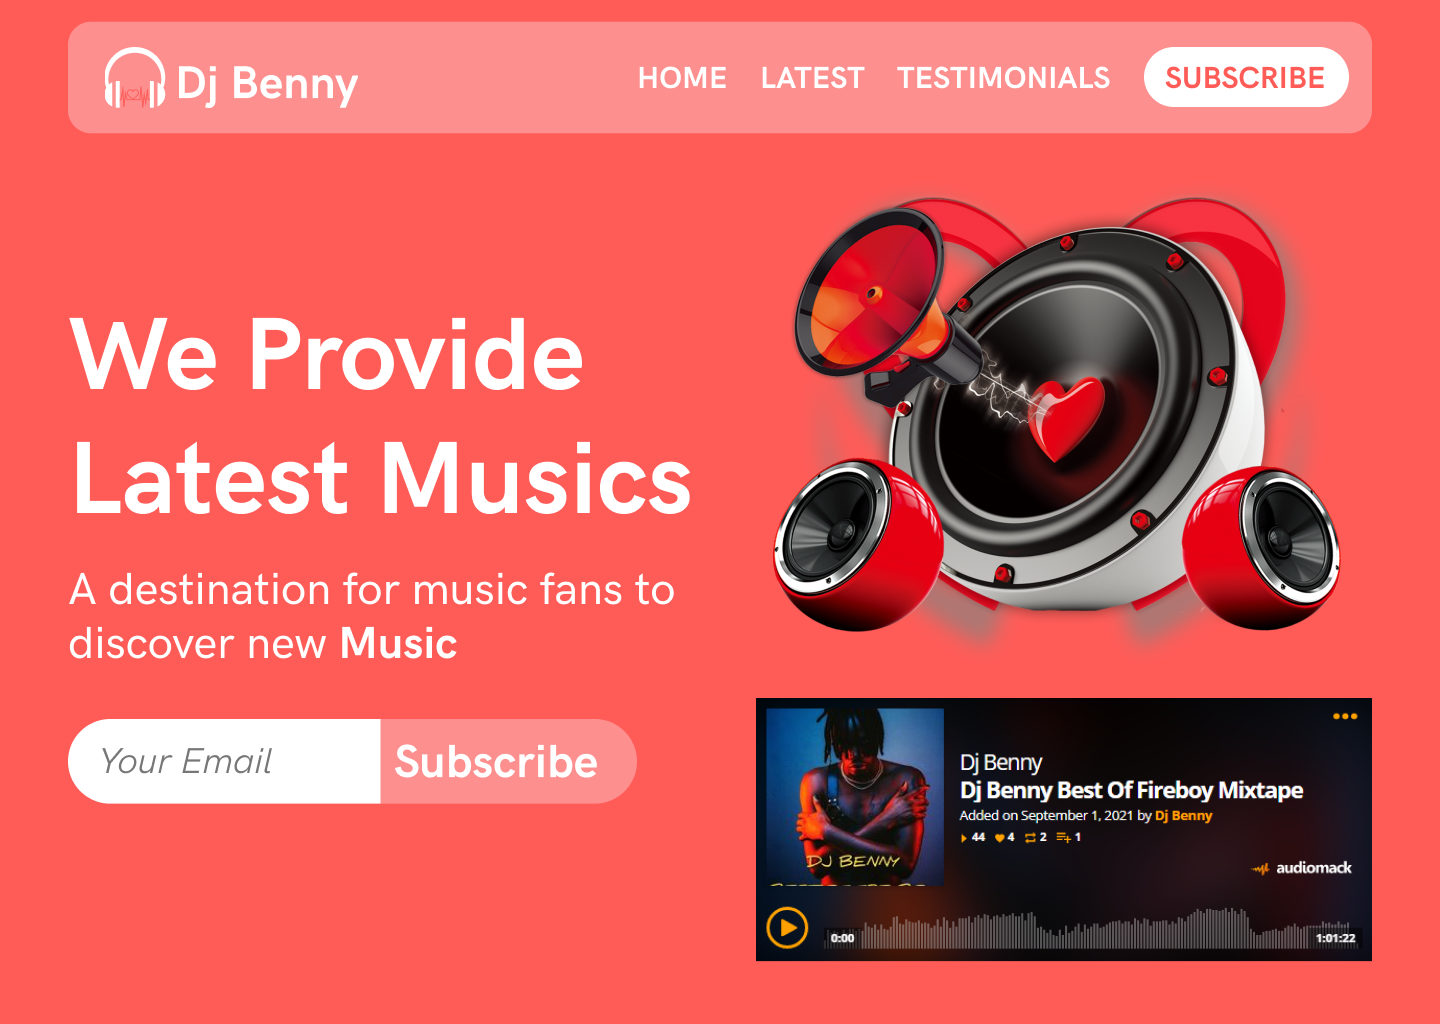 Dj Benny
HOME LATEST TESTIMONIALS SUBSCRIBE
We Provide
Latest Musics
A destination for music fans to
discover new Music
Your Email
Subscribe
DJ BENNY
Dj Benny
Dj Benny Best Of Fireboy Mixtape
Added on September 1, 2021 by Dj Benny
44 4 2 1
audiomack
0:00
1:01:22